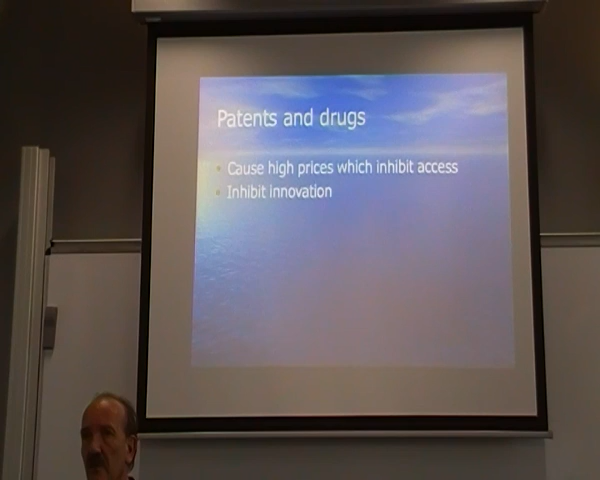 Patents and drugs
Cause high prices which inhibit access
Inhibit innovation